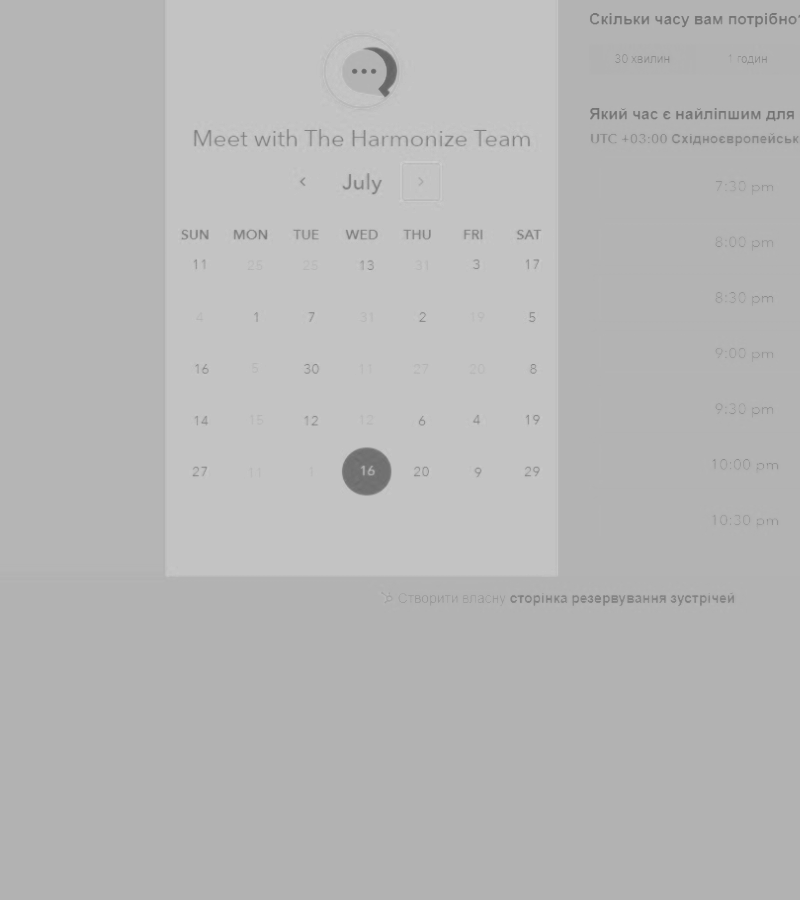 Meet with The Harmonize Team
July
SUN MON TUE WED THU FRI SAT
11 25 25 13 31 3 17
4 1 7 31 2 19 5
16 5 30 11 27 20 8
14 15 12 12 6 4 19
27 11 1 16 20 9 29
Скільки часу вам потрібно?
30 хвилин 1 годин
Який час є найліпшим для
UTC +03:00
7:30 pm
8:00 pm
8:30 pm
9:00 pm
9:30 pm
10:00 pm
10:30 pm
Створити власну сторінка резервування зустрічей